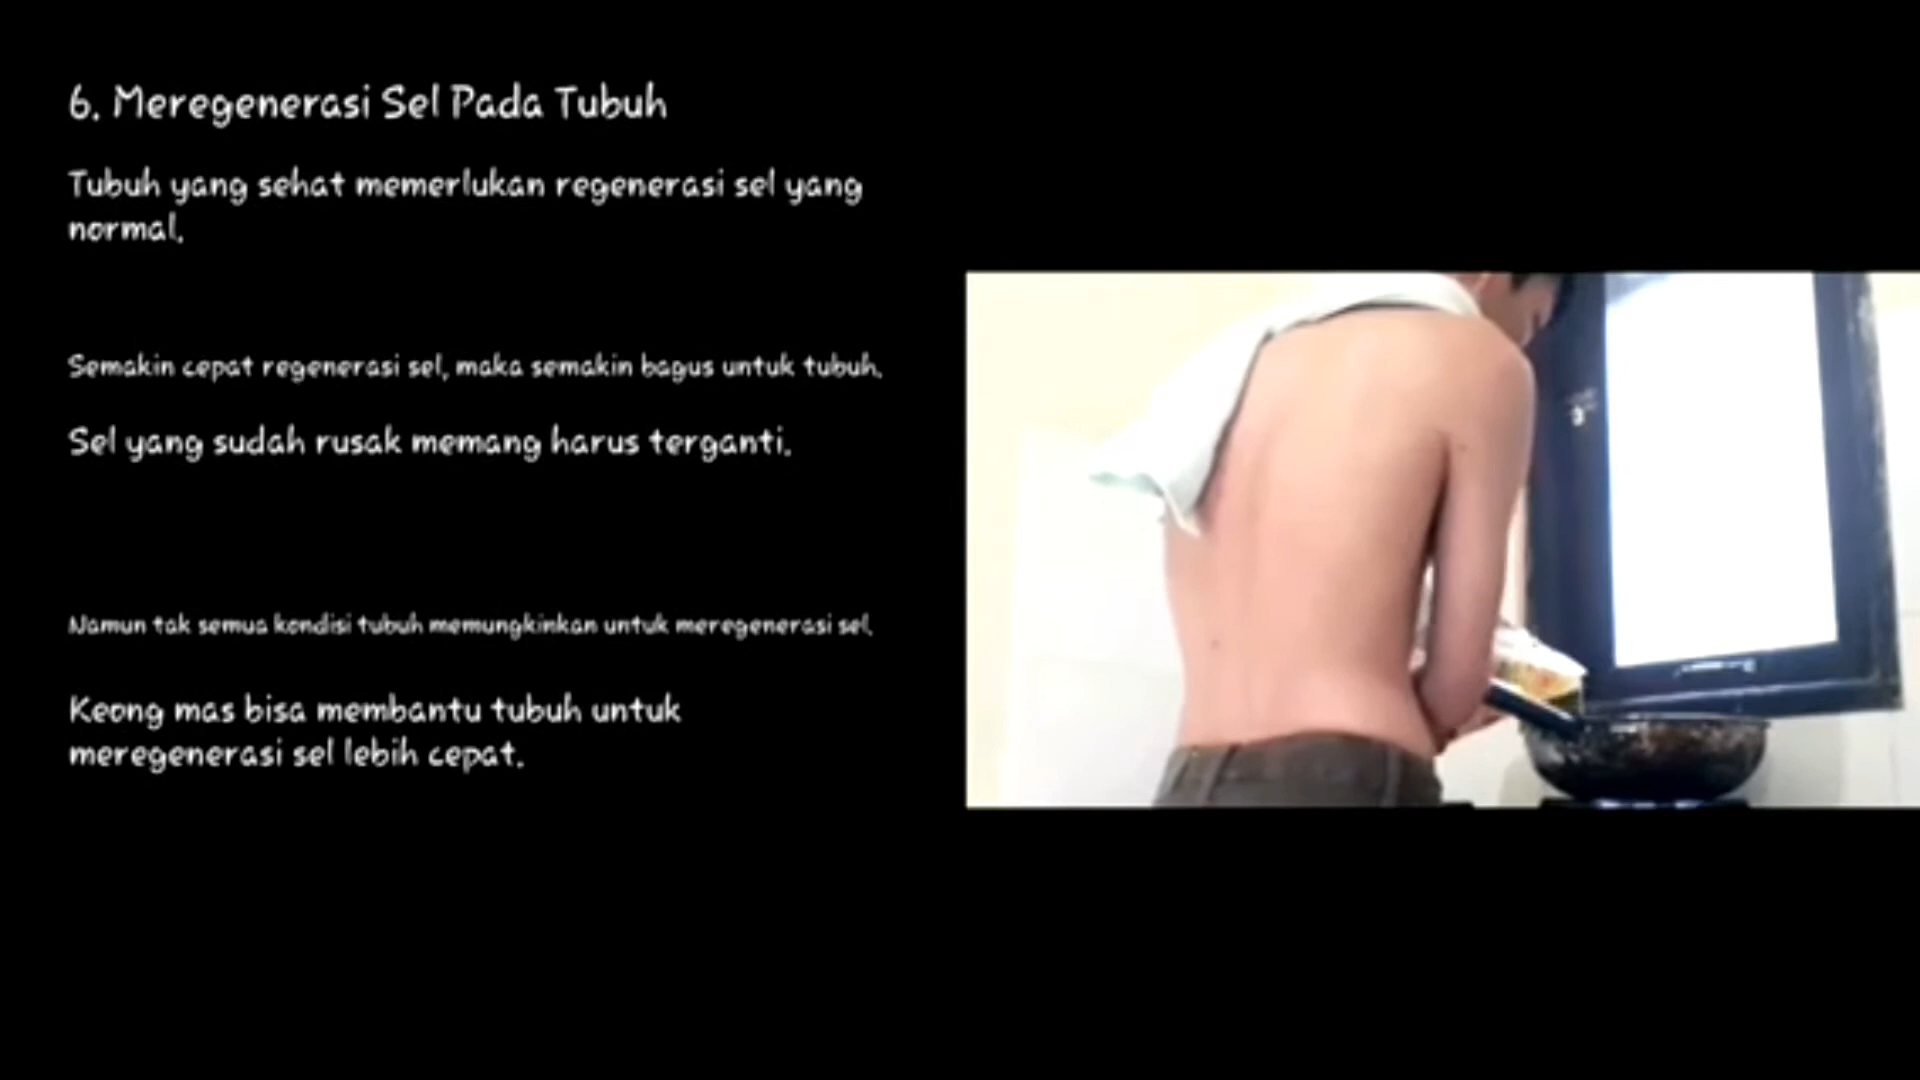 6. Meregenerasi Sel Pada Tubuh
Tubuh yang sehat memerlukan regenerasi sel yang
normal.
Semakin cepat regenerasi sel, maka semakin bagus untuk tubuh.
Sel yang sudah rusak memang harus terganti.
Namun tak semua kondisi tubuh memungkinkan untuk meregenerasi sel.
Keong mas bisa membantu tubuh untuk
meregenerasi sel lebih cepat.